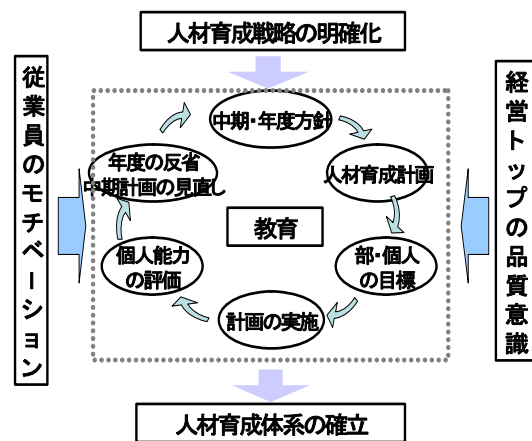 人材育成戦略の明確化
従業員のモチベーション
経営トップの品質意識
中期・年度方針
人材育成計画
部・個人
の目標
計画の実施
個人能力
の評価
年度の反省
中期計画の見直し
教育
人材育成体系の確立